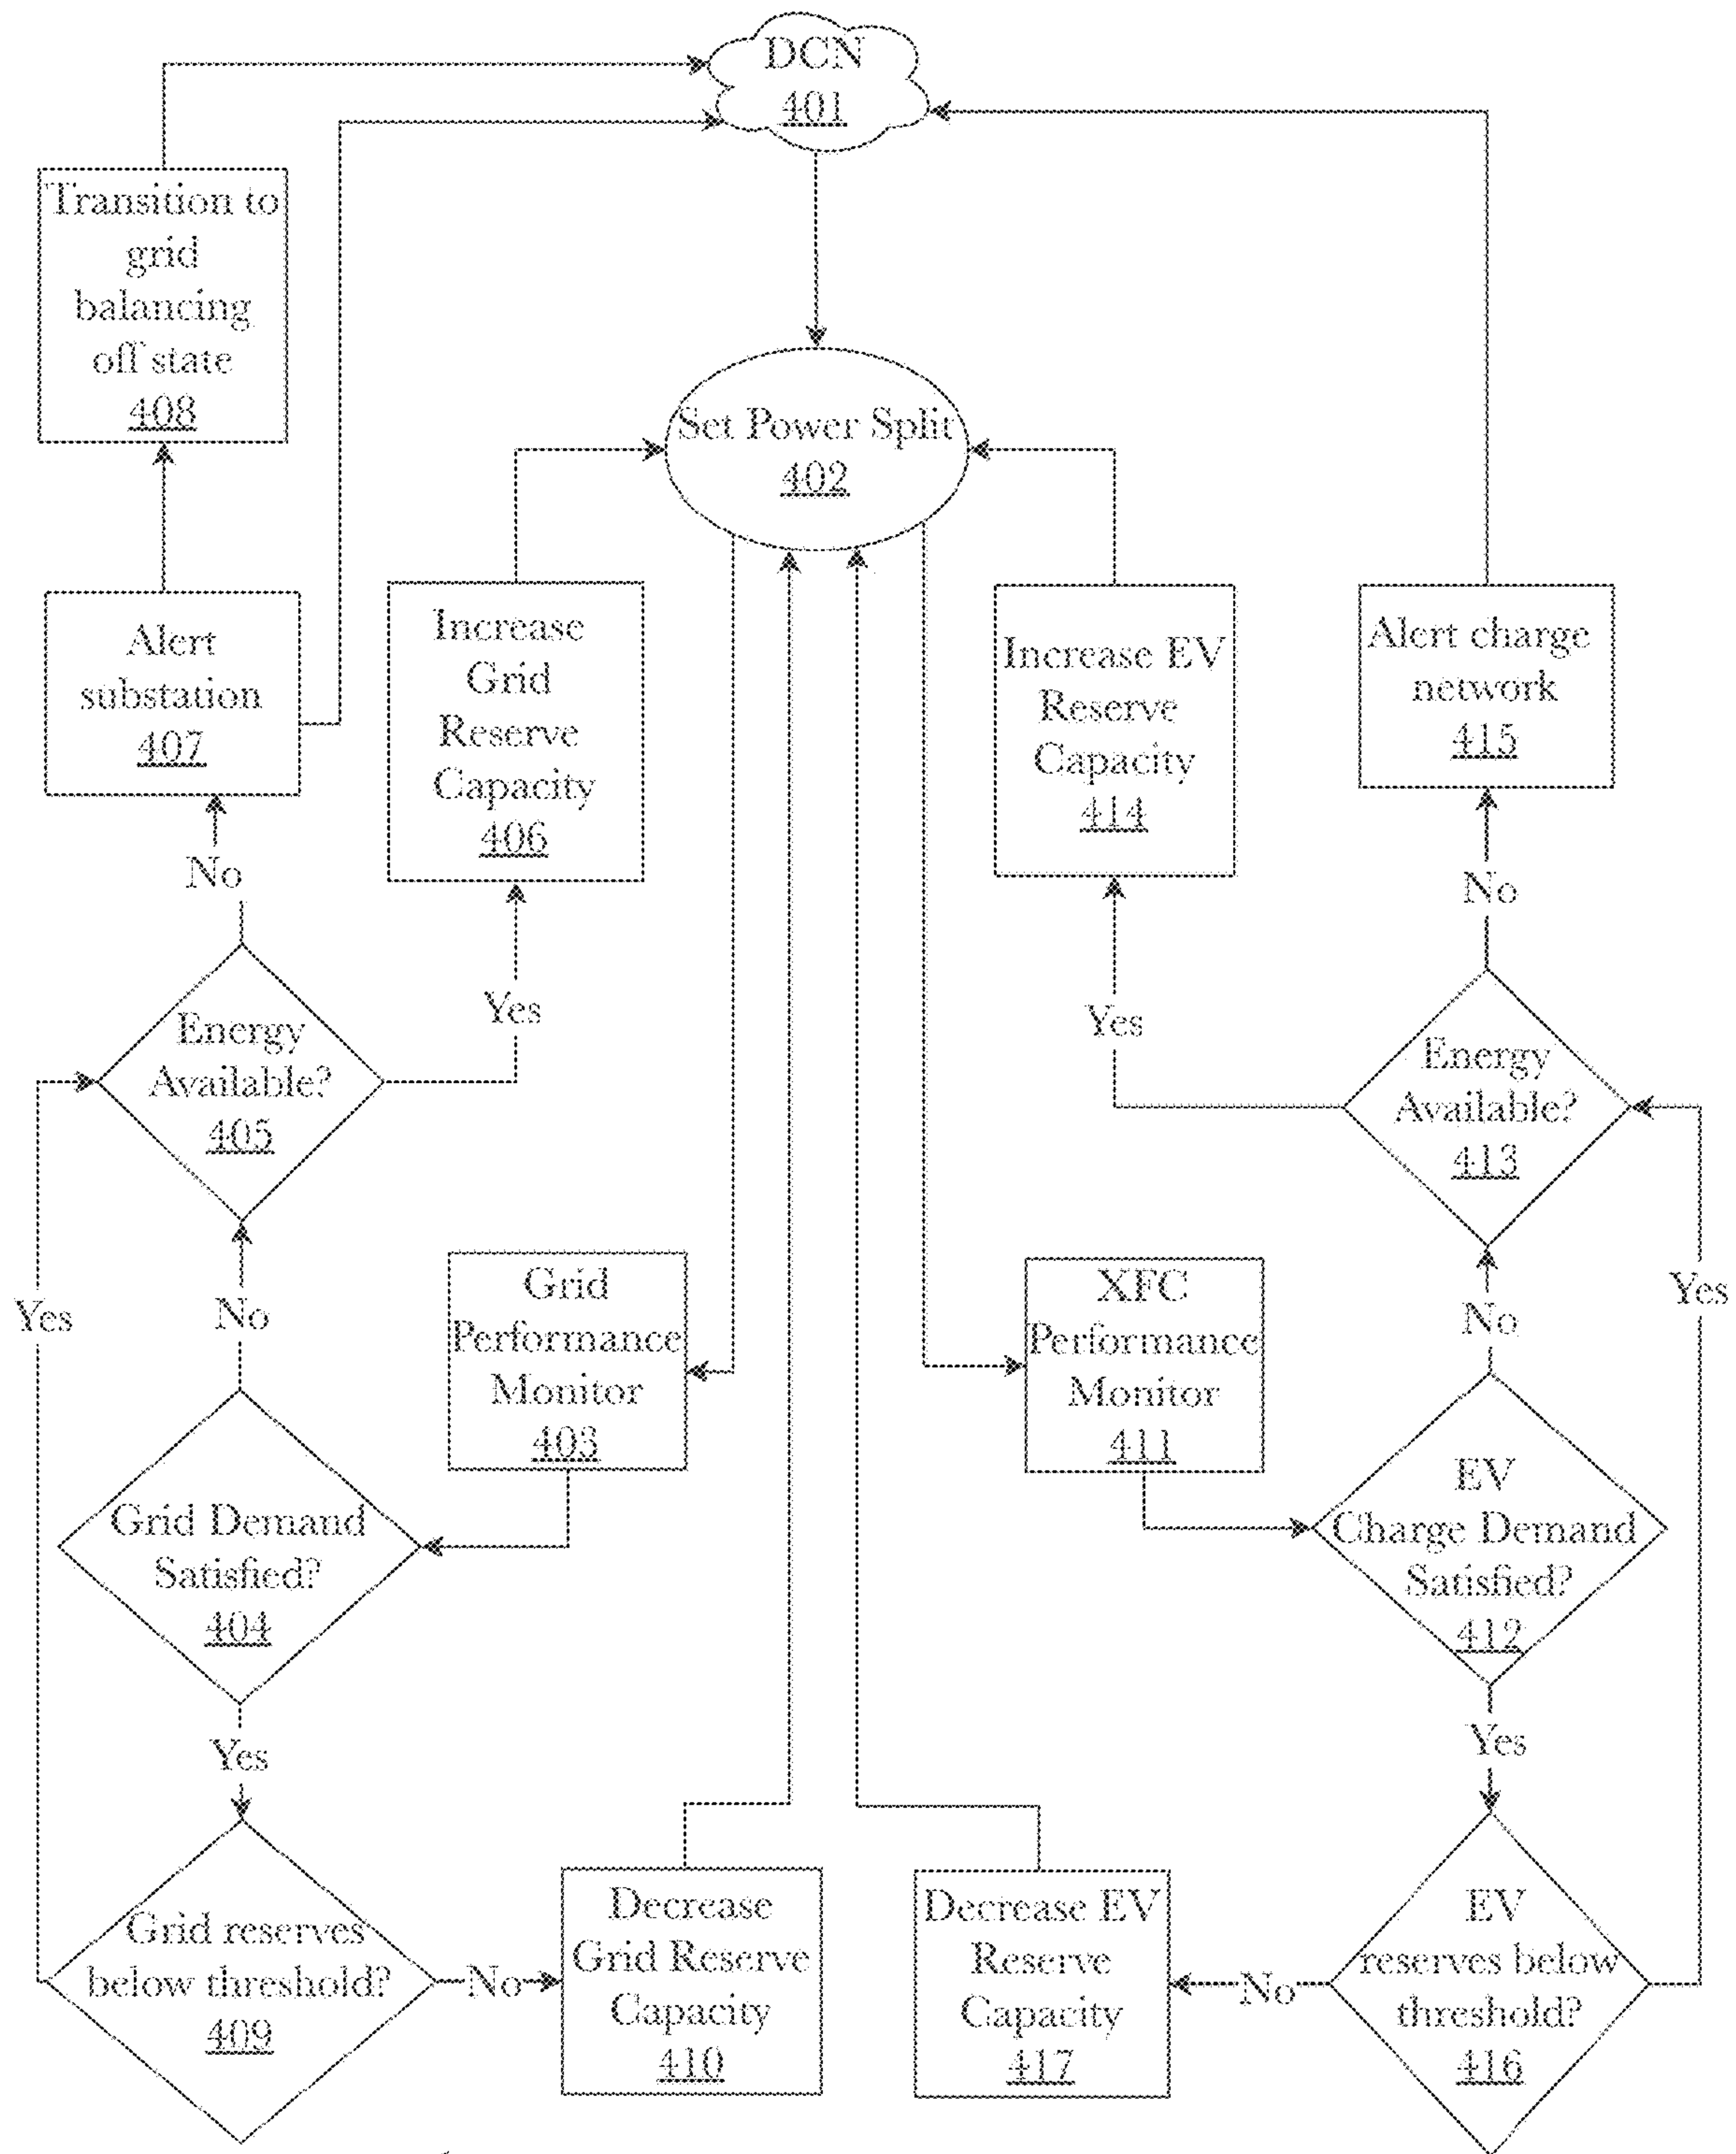 DCN
401
Transition to
grid
balancing
off state
408
Set Power Split
402
Alert
substation
407
Increase
Grid
Reserve
Capacity
406
Increase EV
Reserve
Capacity
414
Alert charge
network
415
No
Yes
Yes
No
Energy
Available?
405
Energy
Available?
413
Yes
No
Grid
Performance
Monitor
403
XFC
Performance
Monitor
411
No
Yes
Grid Demand
Satisfied?
404
EV
Charge Demand
Satisfied?
412
Yes
Yes
Grid reserves
below threshold?
409
No
Decrease
Grid Reserve
Capacity
410
Decrease EV
Reserve
Capacity
417
No
EV
reserves below
threshold?
416